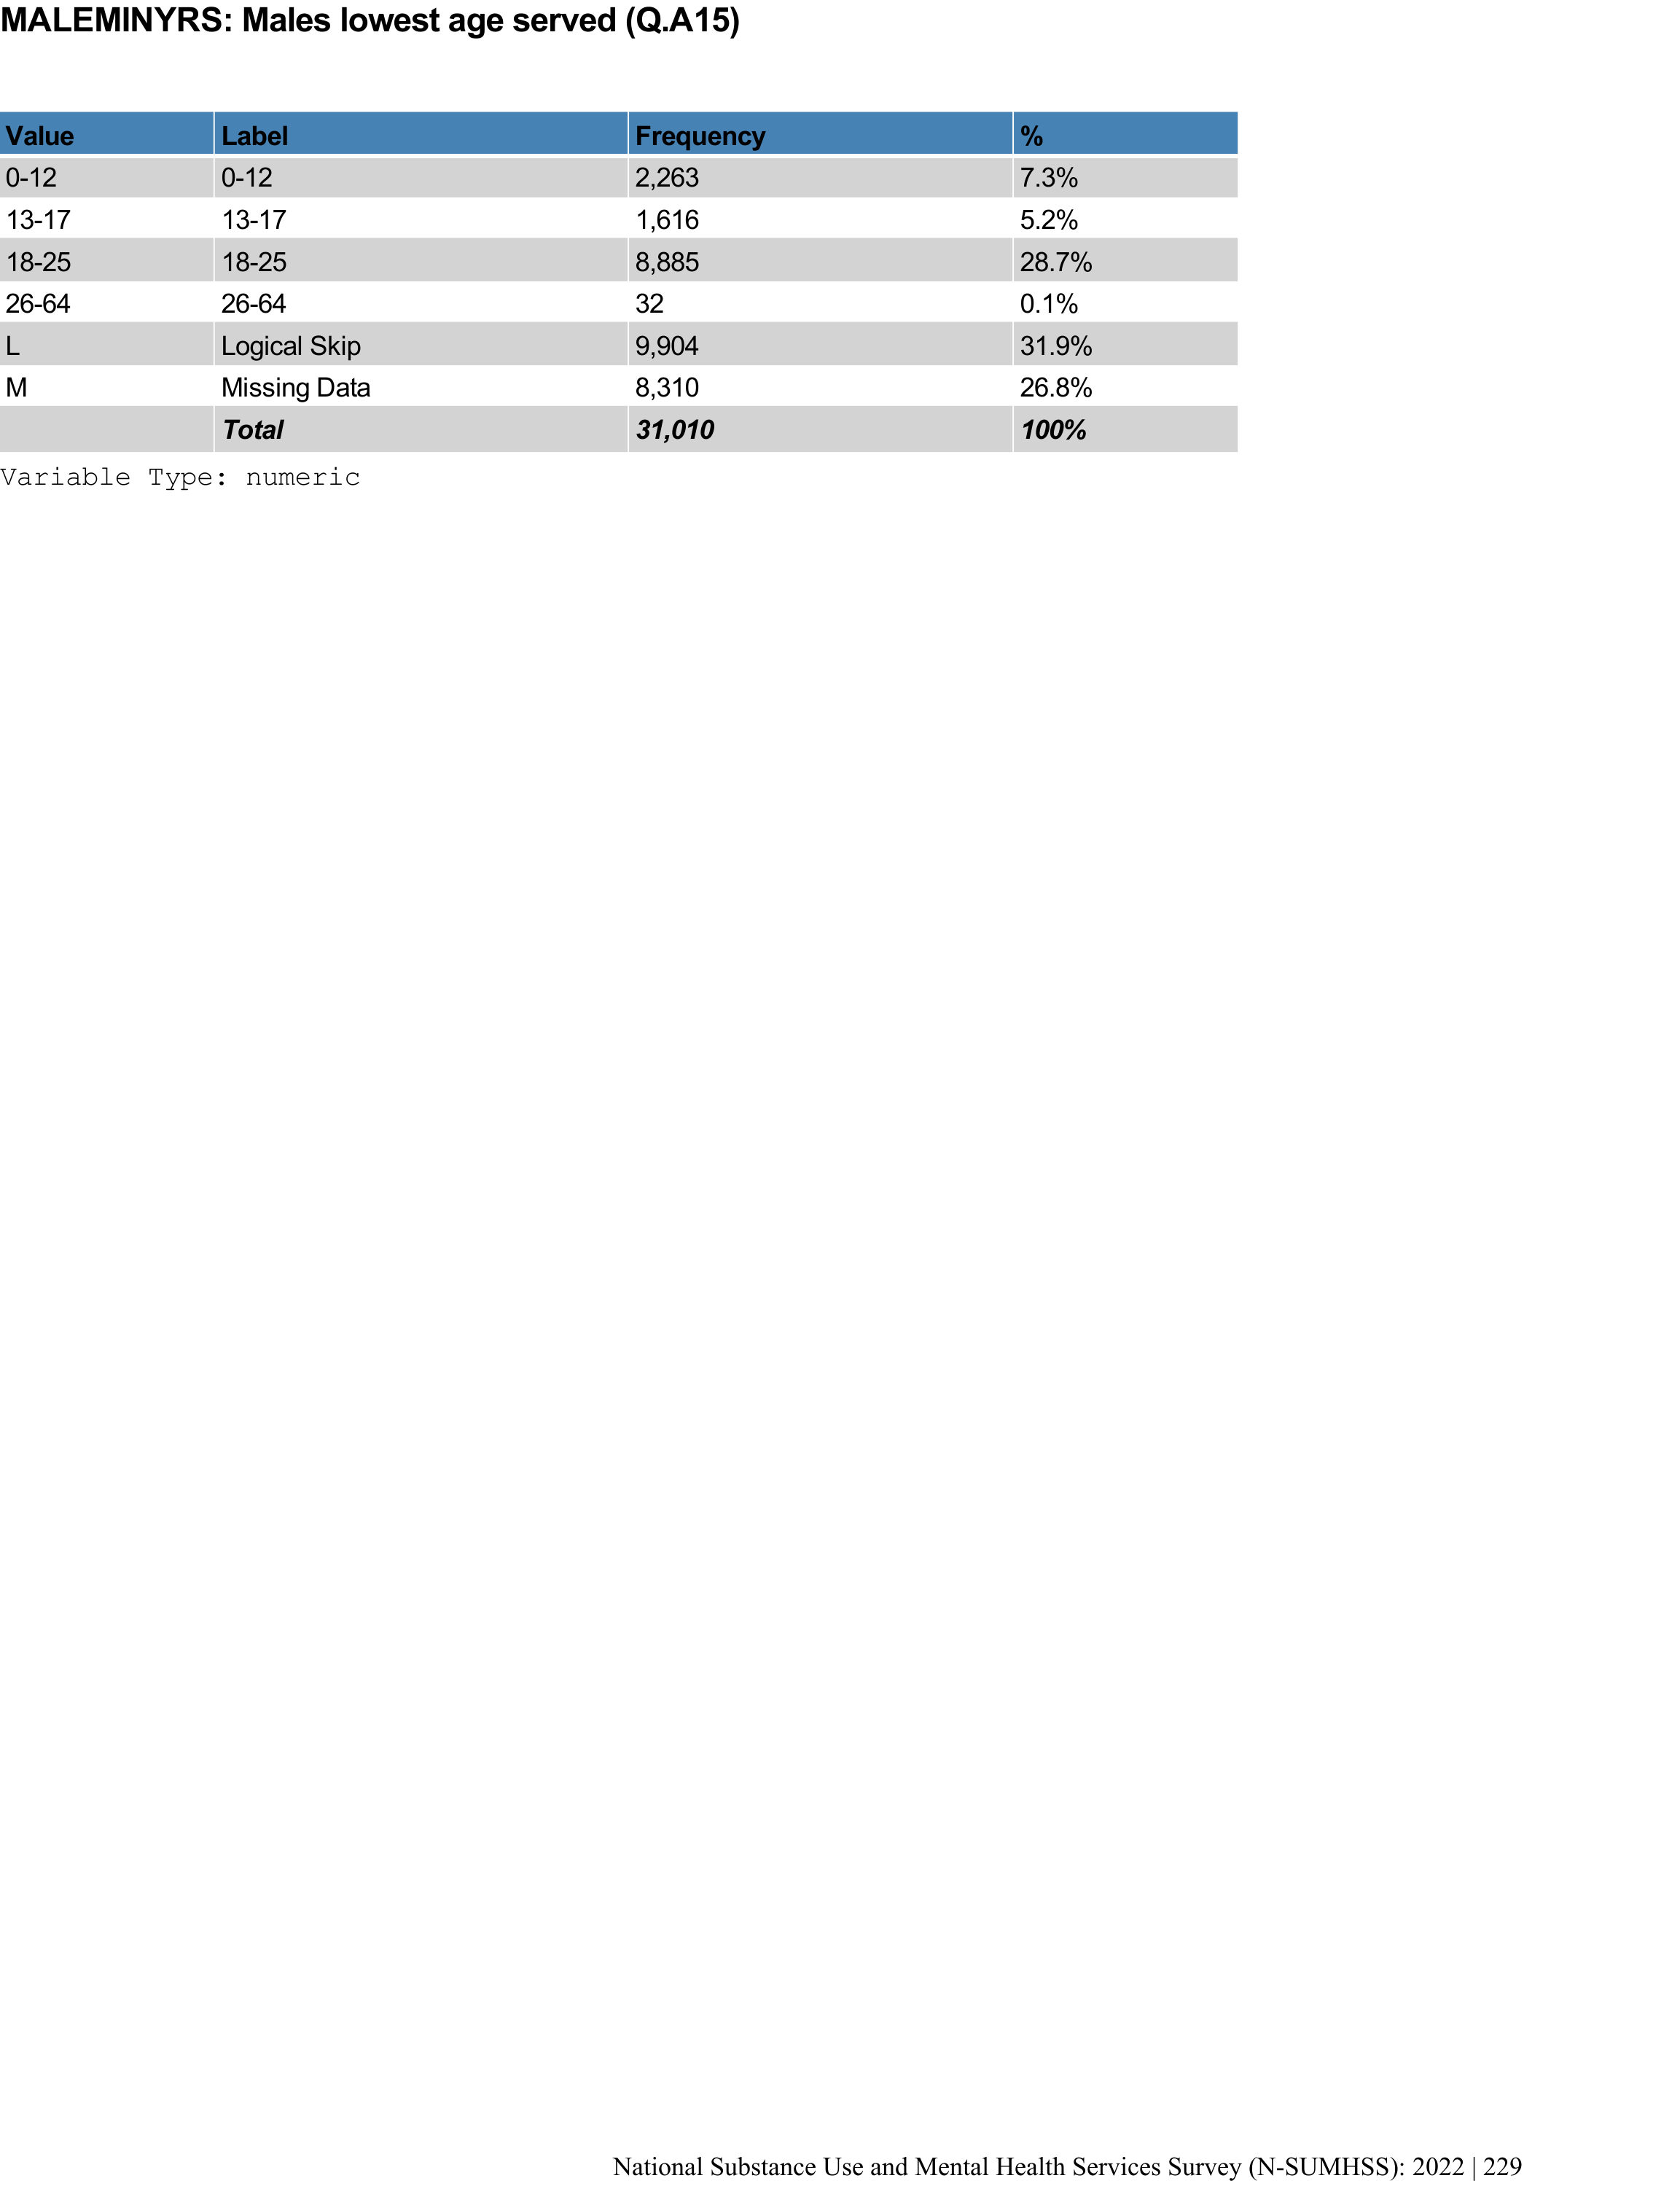 MALEMINYRS: Males lowest age served (Q.A15)
Value Label Frequency %
0-12 0-12 2,263 7.3%
13-17 13-17 1,616 5.2%
18-25 18-25 8,885 28.7%
26-64 26-64 32 0.1%
L Logical Skip 9,904 31.9%
M Missing Data 8,310 26.8%
Total 31,010 100%
Variable Type: numeric
National Substance Use and Mental Health Services Survey (N-SUMHSS): 2022 | 229